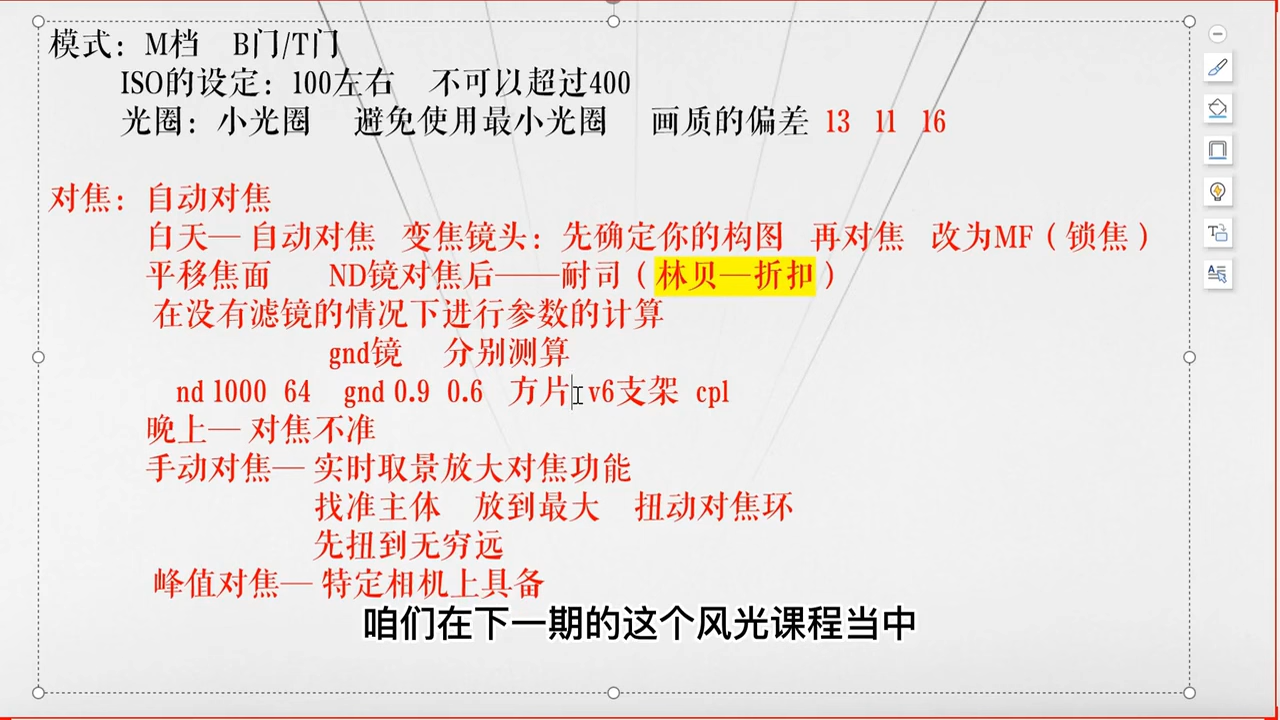 模式：M档 B门/T门
ISO的设定：100左右 不可以超过400
光圈：小光圈 避免使用最小光圈 画质的偏差 13 11 16
对焦：自动对焦
白天— 自动对焦 变焦镜头：先确定你的构图 再对焦 改为MF（锁焦）
平移焦面 ND镜对焦后——耐司（林贝—折扣）
在没有滤镜的情况下进行参数的计算
gnd镜 分别测算
nd 1000 64 gnd 0.9 0.6 方片 v6支架 cpl
晚上— 对焦不准
手动对焦— 实时取景放大对焦功能
找准主体 放到最大 扭动对焦环
先扭到无穷远
峰值对焦— 特定相机上具备
咱们在下一期的这个风光课程当中